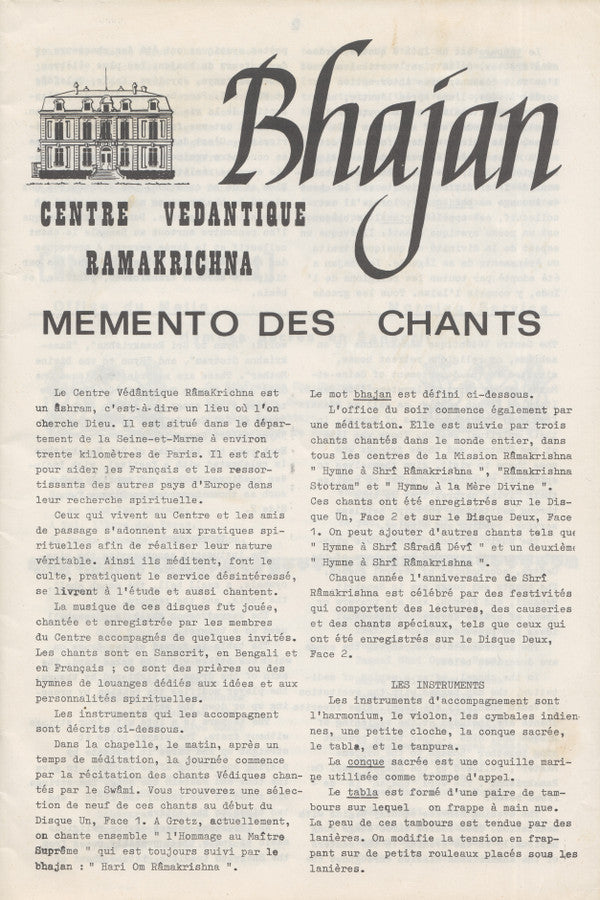 Bhajan
CENTRE VEDANTIQUE
RAMAKRICHNA
MEMENTO DES CHANTS
Le Centre Védântique RâmaKrichna est
un âshram, c'est-à-dire un lieu où l'on
cherche Dieu. Il est situé dans le dépar-
tement de la Seine-et-Marne à environ
trente kilomètres de Paris. Il est fait
pour aider les Français et les ressor-
tissants des autres pays d'Europe dans
leur recherche spirituelle.
Ceux qui vivent au Centre et les amis
de passage s'adonnent aux pratiques spi-
rituelles afin de réaliser leur nature
véritable. Ainsi ils méditent, font le
culte, pratiquent le service désintéressé,
se livrent à l'étude et aussi chantent.
La musique de ces disques fut jouée,
chantée et enregistrée par les membres
du Centre accompagnés de quelques invités.
Les chants sont en Sanscrit, en Bengali et
en Français ; ce sont des prières ou des
hymnes de louanges dédiés aux idées et aux
personnalités spirituelles.
Les instruments qui les accompagnent
sont décrits ci-dessous.
Dans la chapelle, le matin, après un
temps de méditation, la journée commence
par la récitation des chants Védiques chan-
tés par le Swâmi. Vous trouverez une sélec-
tion de neuf de ces chants au début du
Disque Un, Face 1. A Gretz, actuellement,
on chante ensemble " l'Hommage au Maître
Suprême " qui est toujours suivi par le
bhajan : " Hari Om Râmakrishna ".
Le mot bhajan est défini ci-dessous.
L'office du soir commence également par
une méditation. Elle est suivie par trois
chants chantés dans le monde entier, dans
tous les centres de la Mission Râmakrishna
" Hymne à Shrî Râmakrishna ", "Râmakrishna
Stotram" et " Hymne à la Mère Divine ".
Ces chants ont été enregistrés sur le Dis-
que Un, Face 2 et sur le Disque Deux, Face
1. On peut ajouter d'autres chants tels que
" Hymne à Shrî Sâradâ Dévî " et un deuxième
" Hymne à Shrî Râmakrishna ".
Chaque année l'anniversaire de Shrî
Râmakrishna est célébré par des festivités
qui comportent des lectures, des causeries
et des chants spéciaux, tels que ceux qui
ont été enregistrés sur le Disque Deux,
Face 2.
LES INSTRUMENTS
Les instruments d'accompagnement sont
l'harmonium, le violon, les cymbales indien-
nes, une petite cloche, la conque sacrée,
le tabla, et le tanpura.
La conque sacrée est une coquille mari-
ne utilisée comme trompe d'appel.
Le tabla est formé d'une paire de tam-
bours sur lequel on frappe à main nue.
La peau de ces tambours est tendue par des
lanières. On modifie la tension en frap-
pant sur de petits rouleaux placés sous les
lanières.